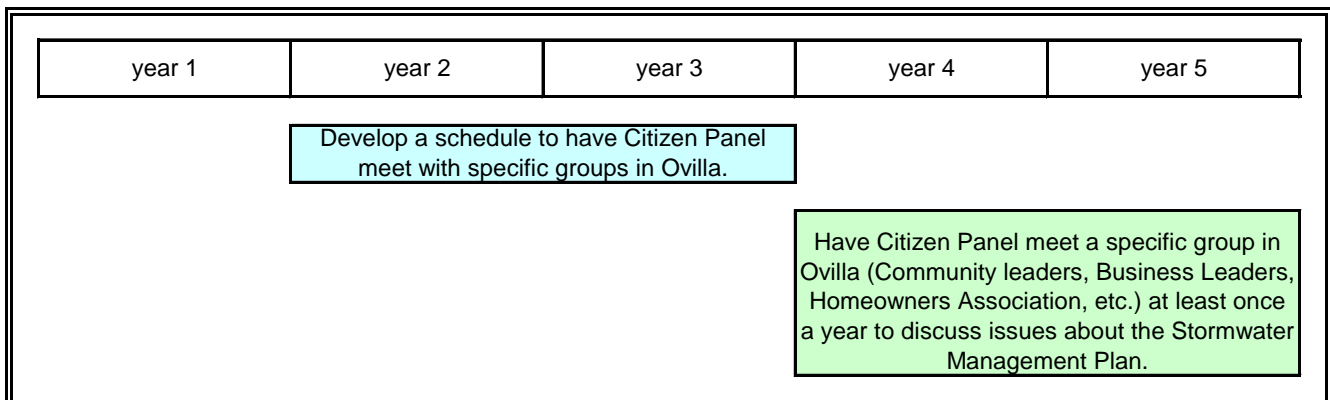 year 1 year 2 year 3 year 4 year 5
Develop a schedule to have Citizen Panel
meet with specific groups in Ovilla.
Have Citizen Panel meet a specific group in
Ovilla (Community leaders, Business Leaders,
Homeowners Association, etc.) at least once
a year to discuss issues about the Stormwater
Management Plan.